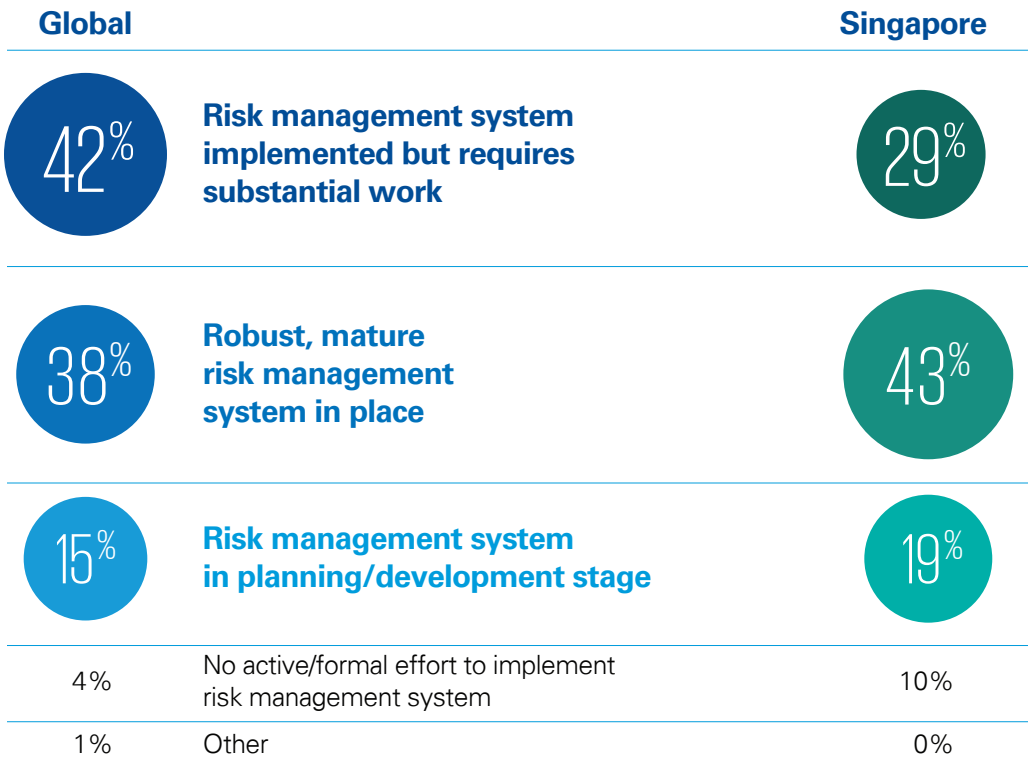 Global Singapore
42% Risk management system
implemented but requires
substantial work 29%
38% Robust, mature
risk management
system in place 43%
15% Risk management system
in planning/development stage 19%
4% No active/formal effort to implement
risk management system 10%
1% Other 0%